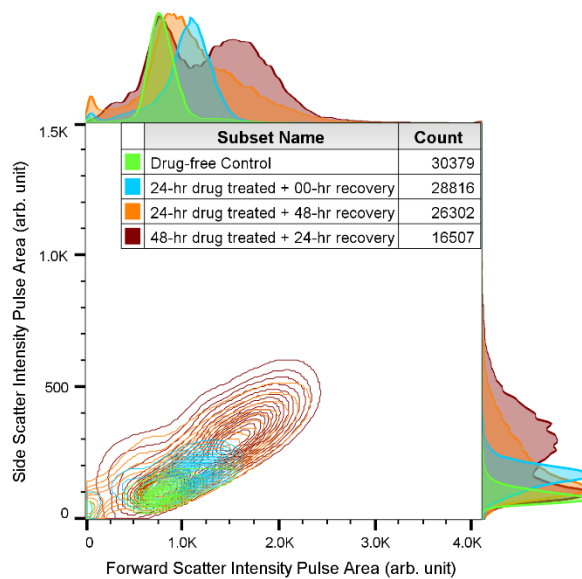 1.5K
Subset Name Count
Drug-free Control 30379
24-hr drug treated + 00-hr recovery 28816
24-hr drug treated + 48-hr recovery 26302
48-hr drug treated + 24-hr recovery 16507
1.0K
500
0
Side Scatter Intensity Pulse Area (arb. unit)
0 1.0K 2.0K 3.0K 4.0K
Forward Scatter Intensity Pulse Area (arb. unit)